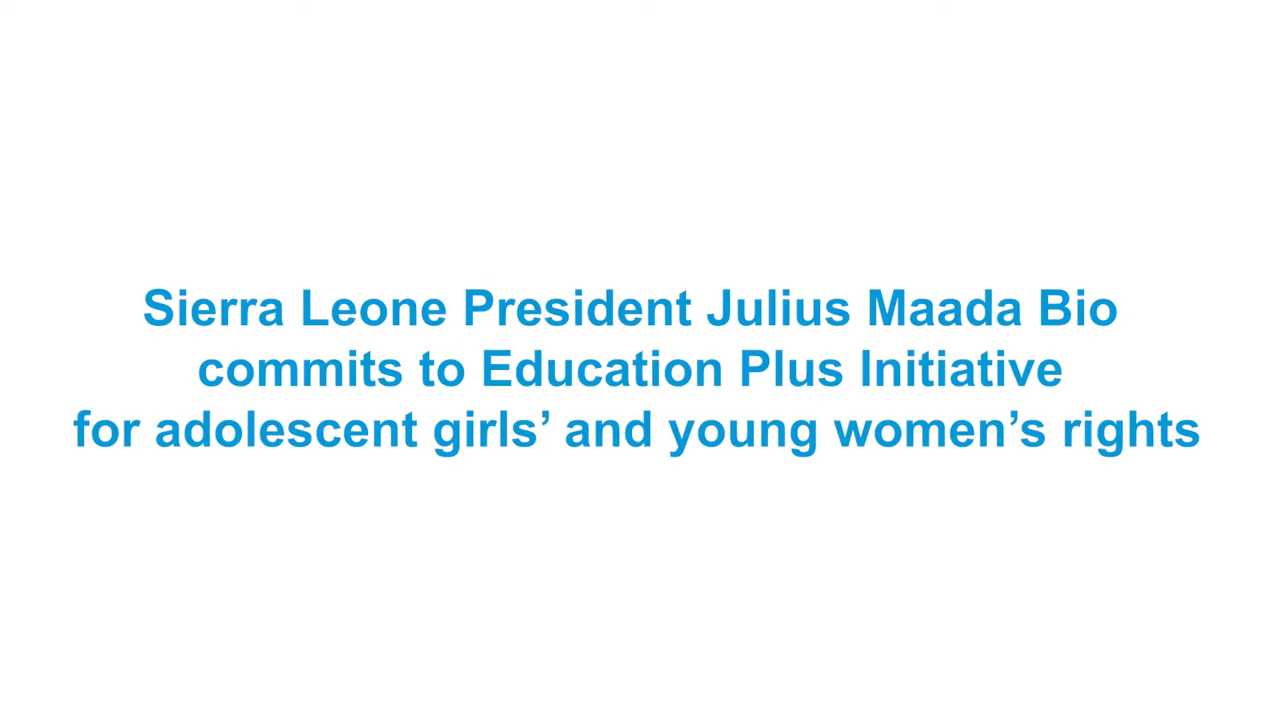 Sierra Leone President Julius Maada Bio
commits to Education Plus Initiative
for adolescent girls’ and young women’s rights